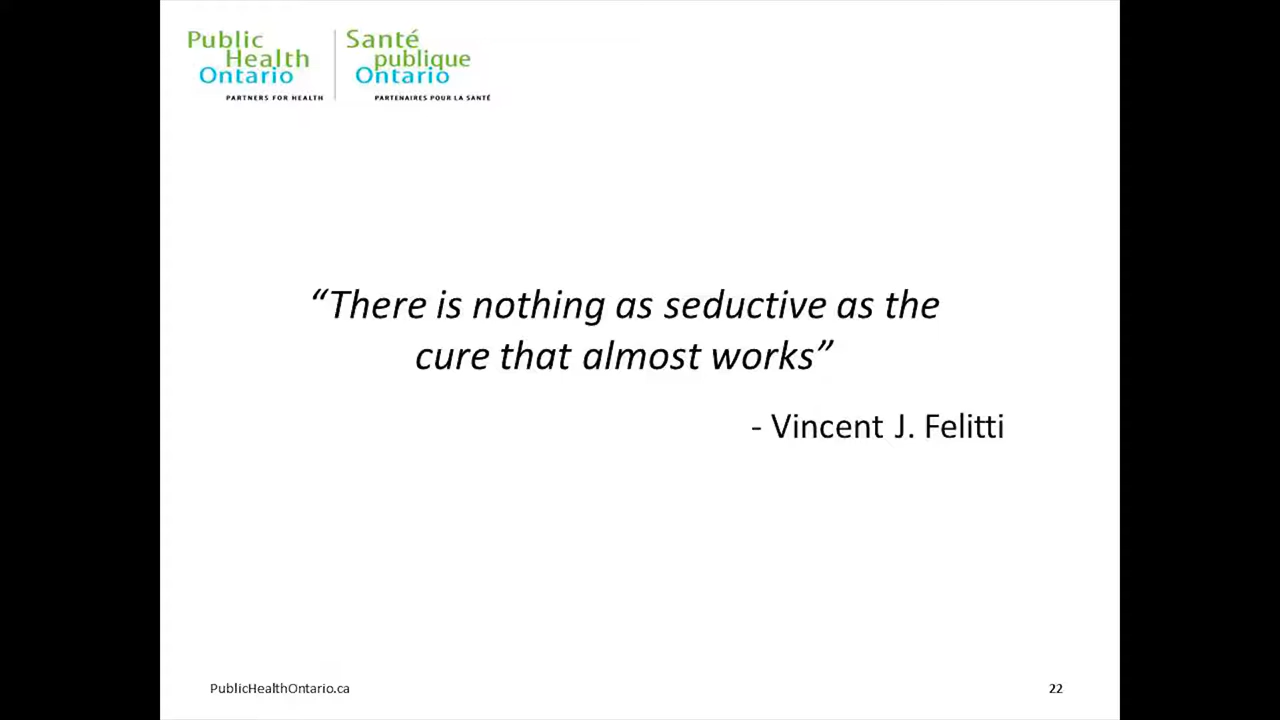 Public
Health
Ontario
PARTNERS FOR HEALTH
Santé
publique
Ontario
PARTENAIRES POUR LA SANTÉ
“There is nothing as seductive as the
cure that almost works”
- Vincent J. Felitti
PublicHealthOntario.ca
22